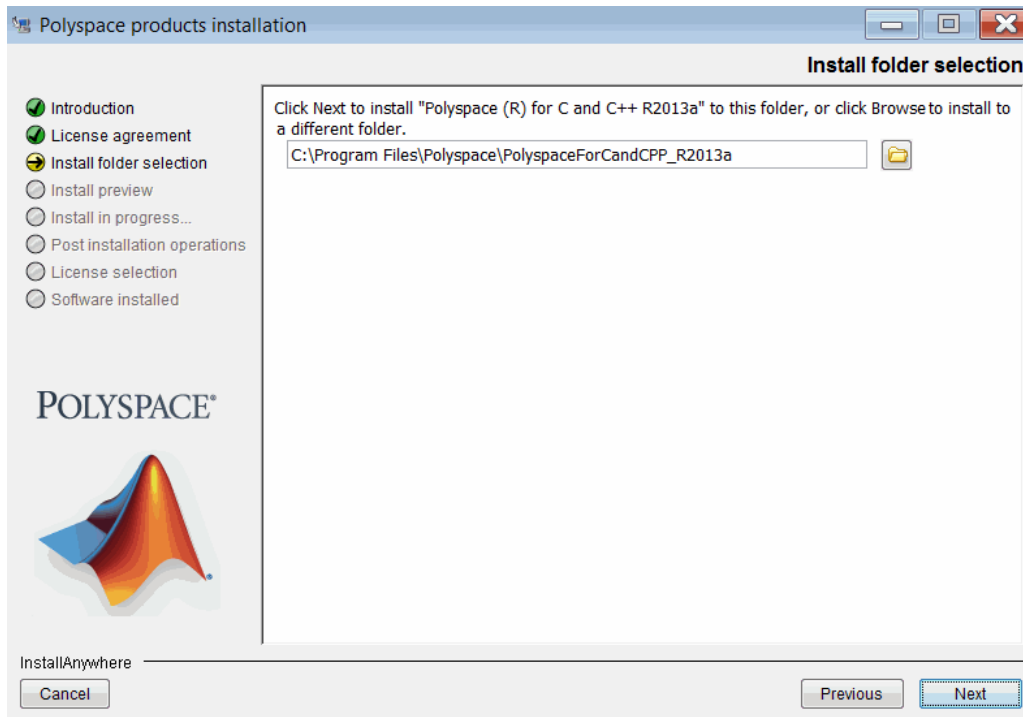 Polyspace products installation
Install folder selection
Introduction
License agreement
Install folder selection
Install preview
Install in progress...
Post installation operations
License selection
Software installed
Click Next to install "Polyspace (R) for C and C++ R2013a" to this folder, or click Browse to install to
a different folder.
C:\Program Files\Polyspace\PolyspaceForCandCPP_R2013a
POLYSPACE®
InstallAnywhere
Cancel
Previous
Next